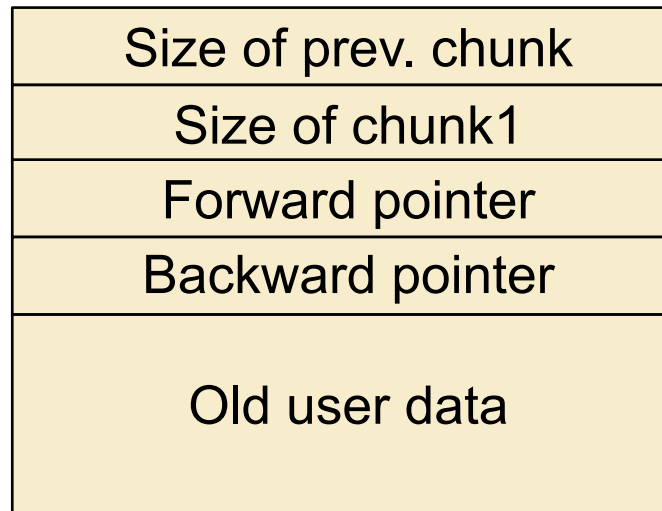 Size of prev. chunk
Size of chunk1
Forward pointer
Backward pointer
Old user data